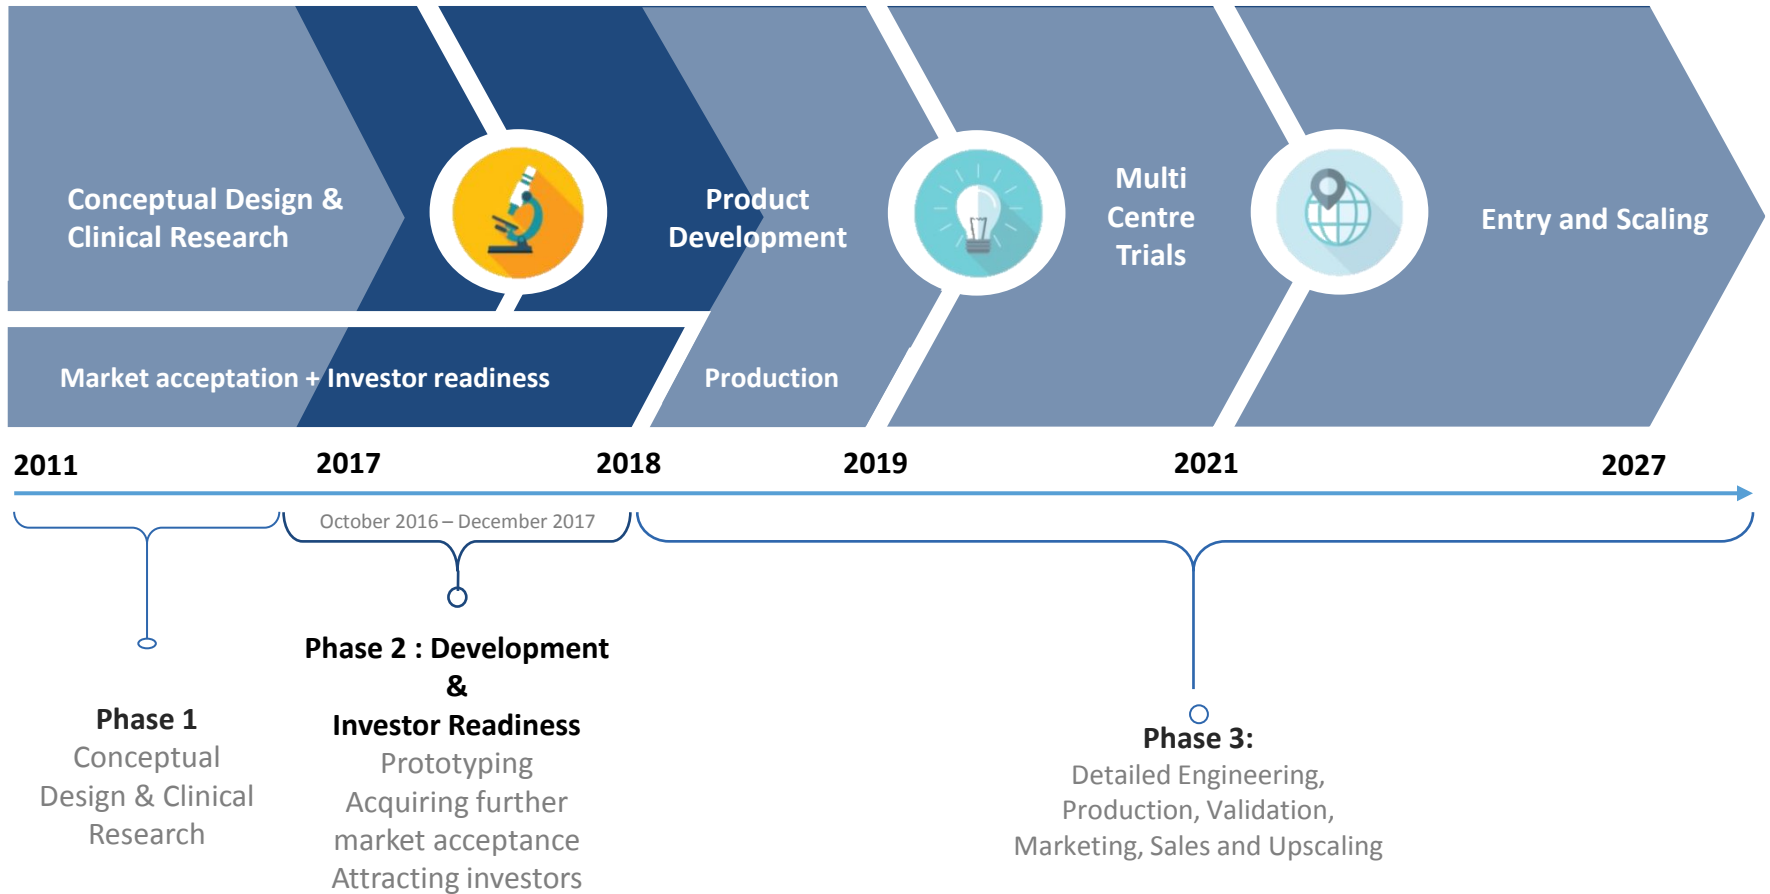 Conceptual Design &
Clinical Research
Product
Development
Multi
Centre
Trials
Entry and Scaling
Market acceptation + Investor readiness
Production
2011
2017
2018
2019
2021
2027
October 2016 – December 2017
Phase 1
Conceptual
Design & Clinical
Research
Phase 2 : Development
&
Investor Readiness
Prototyping
Acquiring further
market acceptance
Attracting investors
Phase 3:
Detailed Engineering,
Production, Validation,
Marketing, Sales and Upscaling